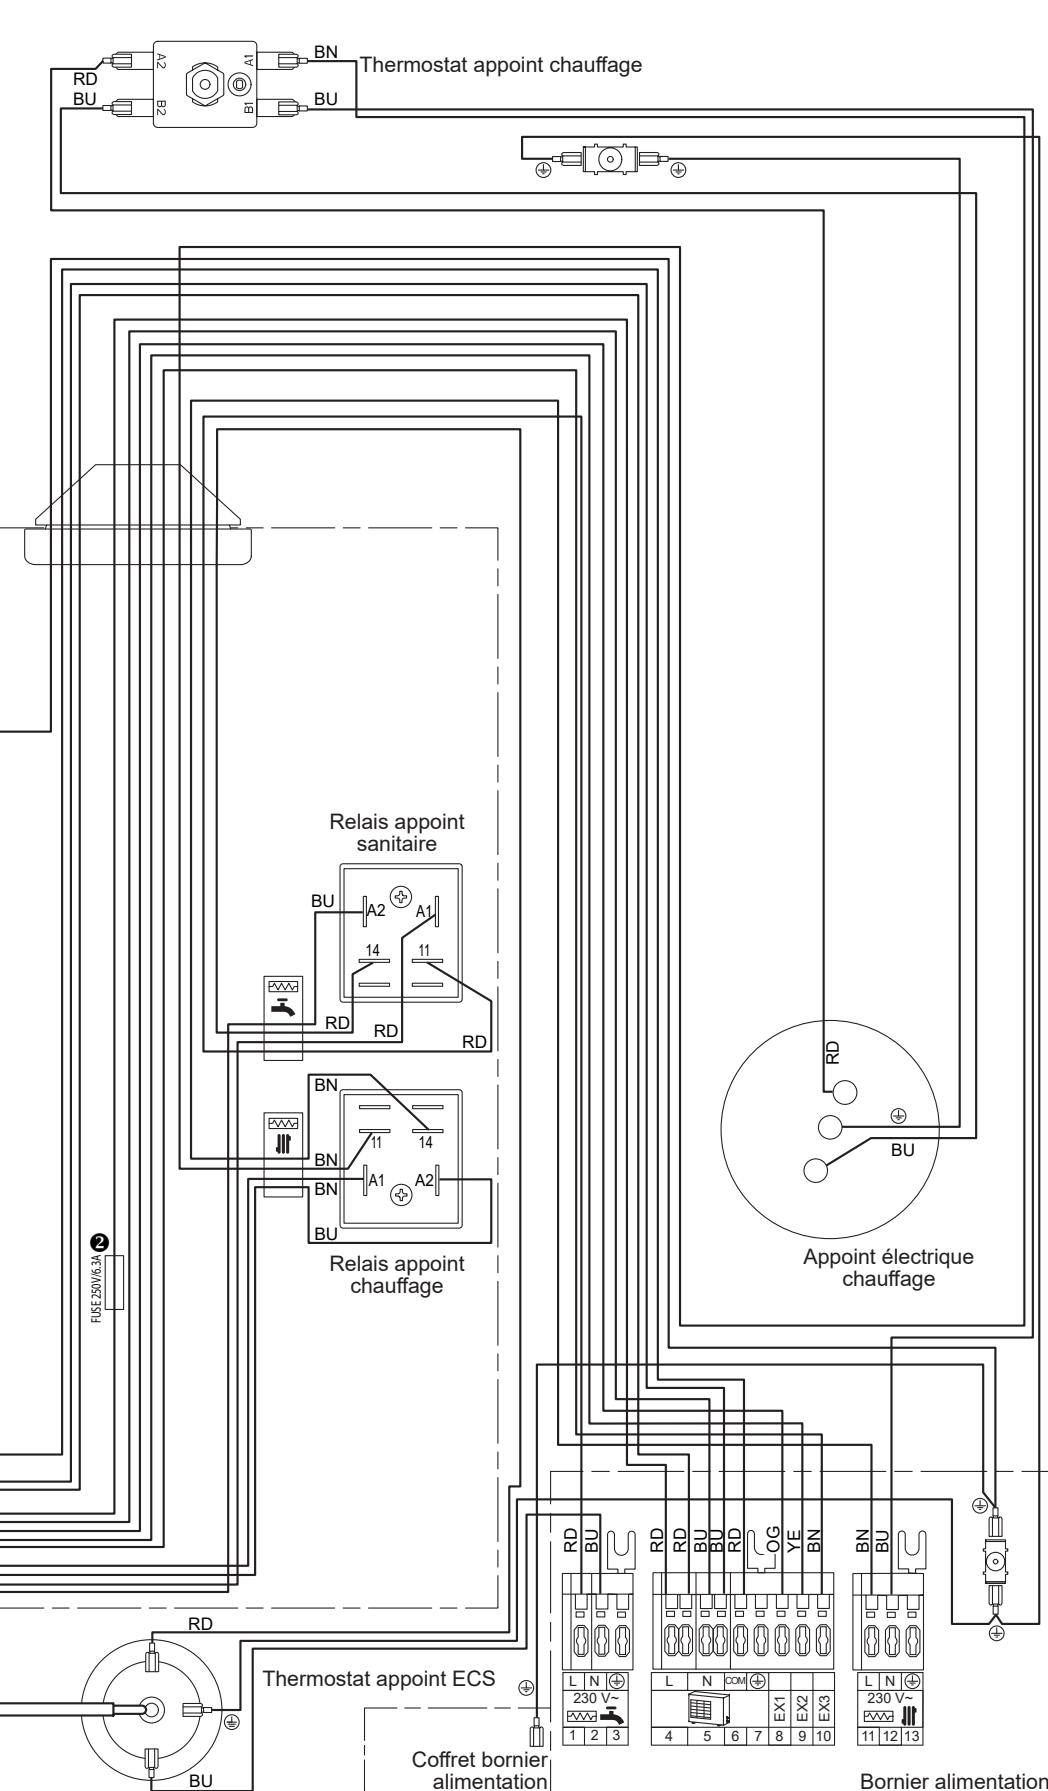 BN
A2
A1
Thermostat appoint chauffage
RD
BU
B2
B1
BU
Relais appoint
sanitaire
BU
A2
A1
14
11
RD
RD
RD
BN
11
14
BN
A1
A2
BN
BU
Relais appoint
chauffage
RD
BU
Appoint électrique
chauffage
2
FUSE 250V/6.3A
RD
BU
RD
RD
BU
BU
RD
OG
YE
BN
BN
BU
RD
Thermostat appoint ECS
L N
230 V~
1 2 3
L N COM
EX1 EX2 EX3
4 5 6 7 8 9 10
L N
230 V~
11 12 13
BU
Coffret bornier
alimentation
Bornier alimentation